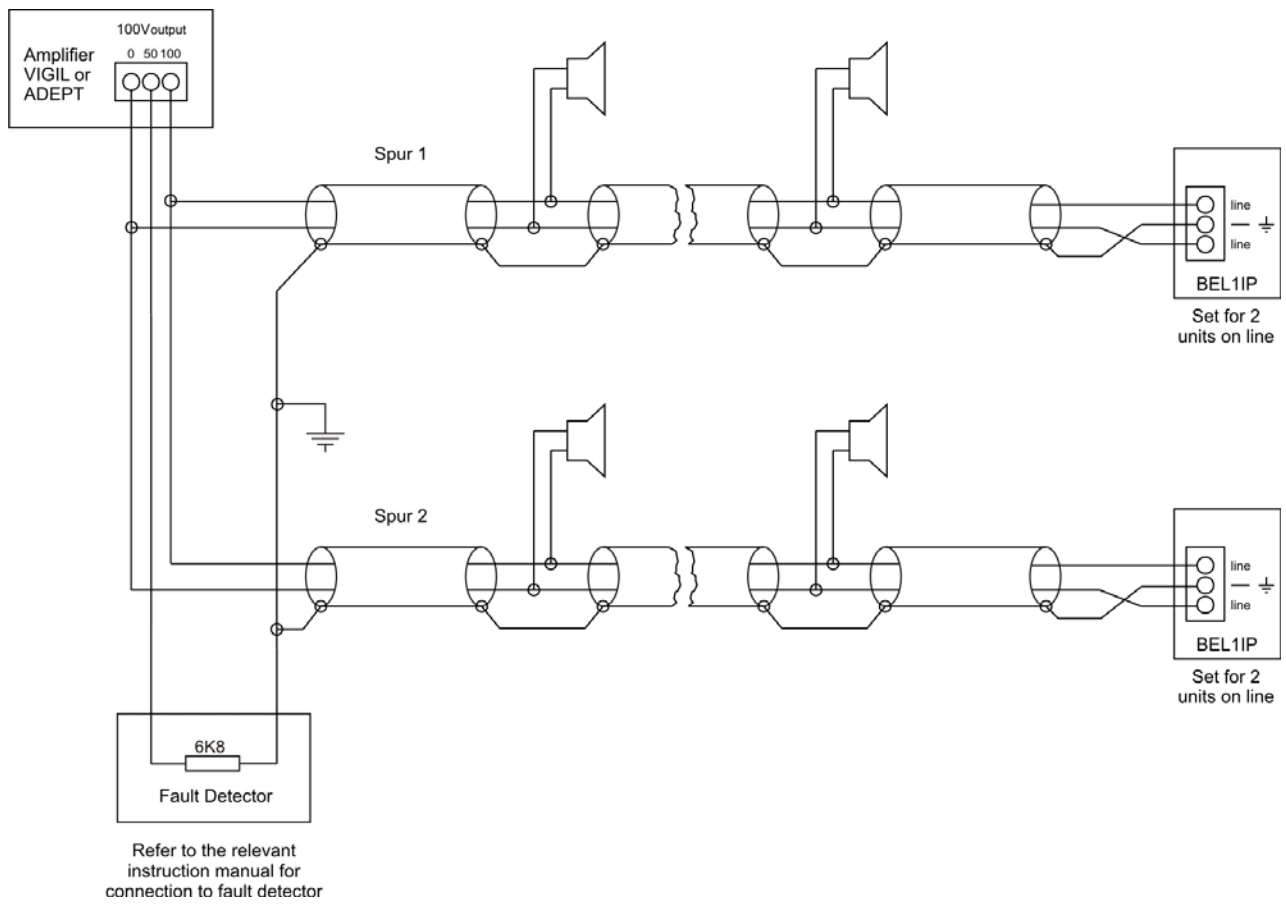 100Voutput
0 50 100
Amplifier
VIGIL or
ADEPT
Spur 1
line
line
BEL1IP
Set for 2
units on line
Spur 2
line
line
BEL1IP
Set for 2
units on line
6K8
Fault Detector
Refer to the relevant
instruction manual for
connection to fault detector